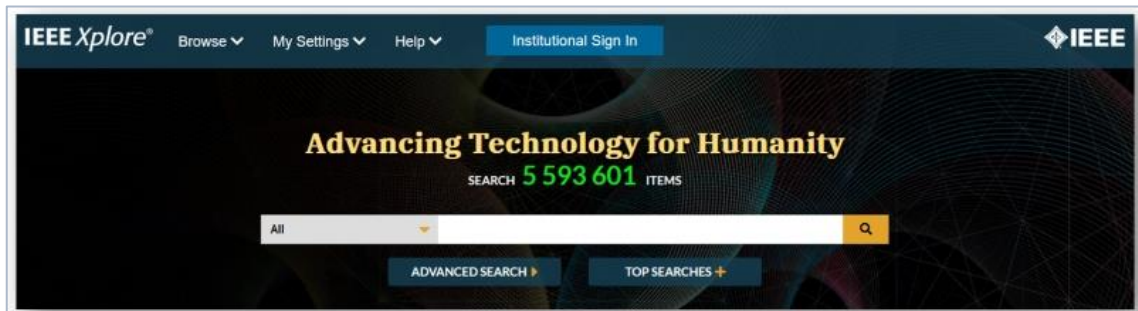 IEEE Xplore® Browse My Settings Help Institutional Sign In IEEE
Advancing Technology for Humanity
SEARCH 5 593 601 ITEMS
All
ADVANCED SEARCH TOP SEARCHES +